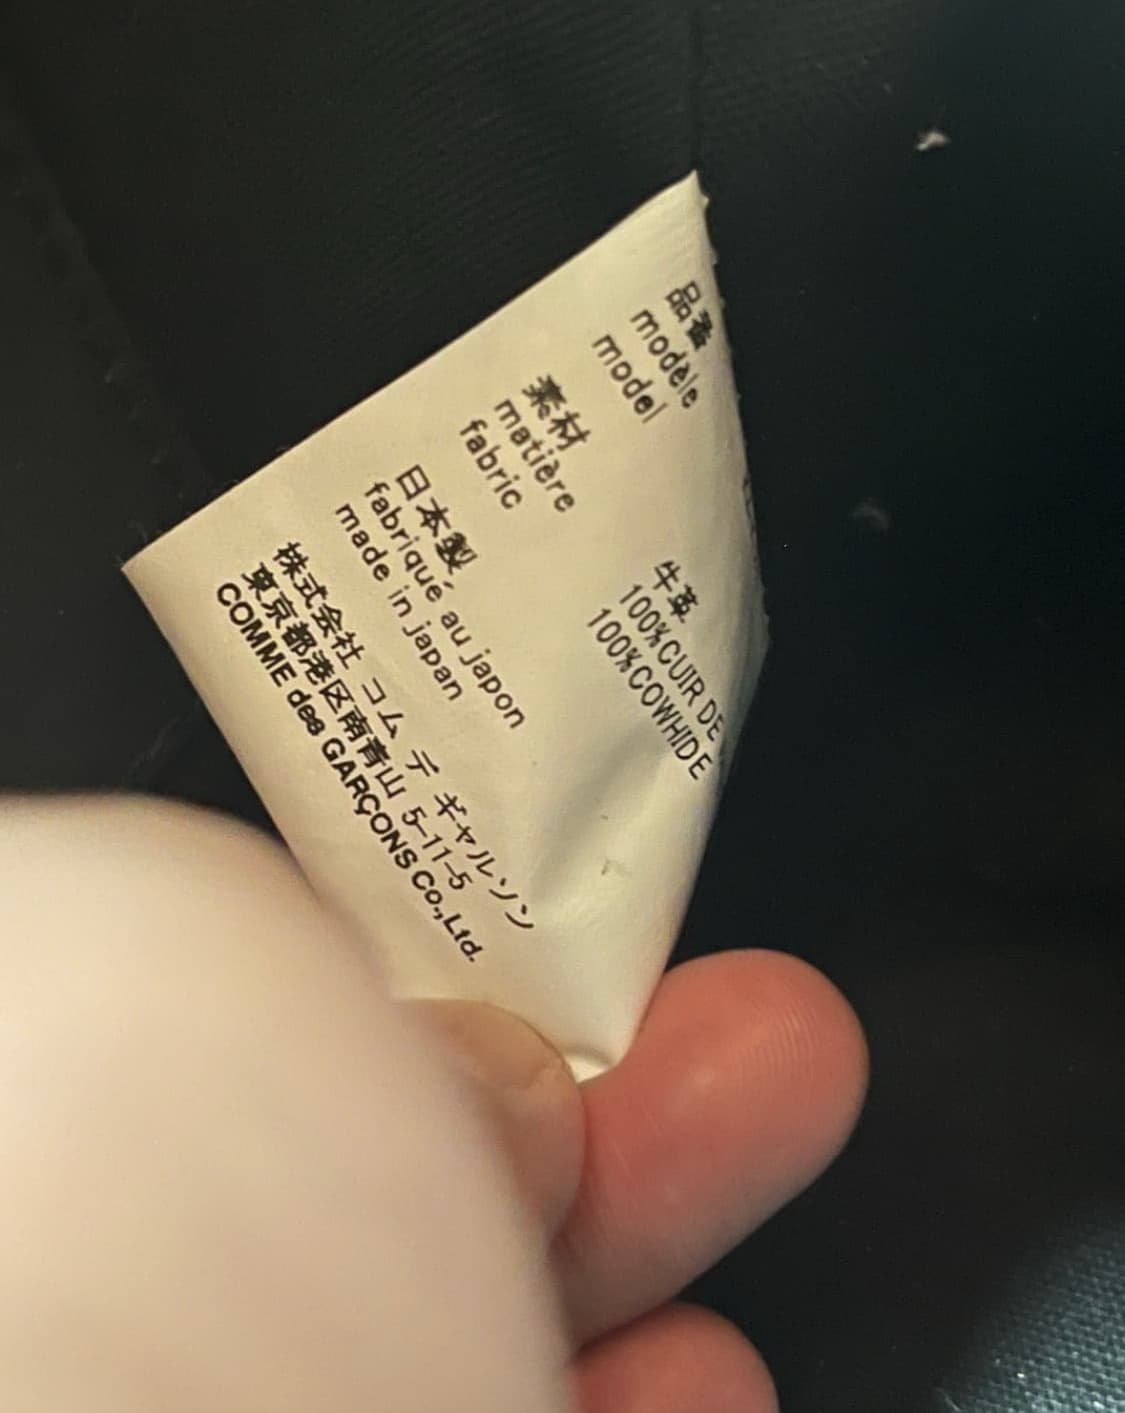 品番
modèle
model
素材
matière
fabric
牛革
100%CUIR DE
100%COWHIDE
日本製
fabriqué au japon
made in japan
株式会社 コム デ ギャルソン
東京都港区南青山 5-11-5
COMME des GARÇONS Co.,Ltd.